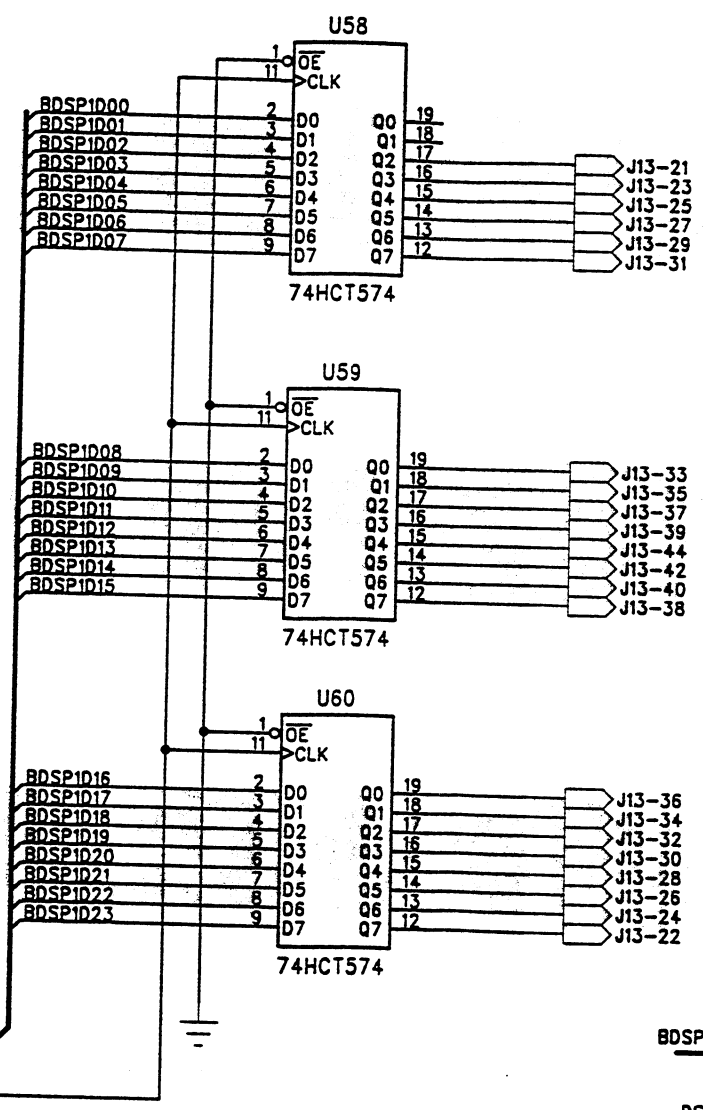 U58
1 OE
11 CLK
BDSP1D00 2 D0 Q0 19
BDSP1D01 3 D1 Q1 18
BDSP1D02 4 D2 Q2 17 J13-21
BDSP1D03 5 D3 Q3 16 J13-23
BDSP1D04 6 D4 Q4 15 J13-25
BDSP1D05 7 D5 Q5 14 J13-27
BDSP1D06 8 D6 Q6 13 J13-29
BDSP1D07 9 D7 Q7 12 J13-31
74HCT574
U59
1 OE
11 CLK
BDSP1D08 2 D0 Q0 19 J13-33
BDSP1D09 3 D1 Q1 18 J13-35
BDSP1D10 4 D2 Q2 17 J13-37
BDSP1D11 5 D3 Q3 16 J13-39
BDSP1D12 6 D4 Q4 15 J13-44
BDSP1D13 7 D5 Q5 14 J13-42
BDSP1D14 8 D6 Q6 13 J13-40
BDSP1D15 9 D7 Q7 12 J13-38
74HCT574
U60
1 OE
11 CLK
BDSP1D16 2 D0 Q0 19 J13-36
BDSP1D17 3 D1 Q1 18 J13-34
BDSP1D18 4 D2 Q2 17 J13-32
BDSP1D19 5 D3 Q3 16 J13-30
BDSP1D20 6 D4 Q4 15 J13-28
BDSP1D21 7 D5 Q5 14 J13-26
BDSP1D22 8 D6 Q6 13 J13-24
BDSP1D23 9 D7 Q7 12 J13-22
74HCT574
BDSP